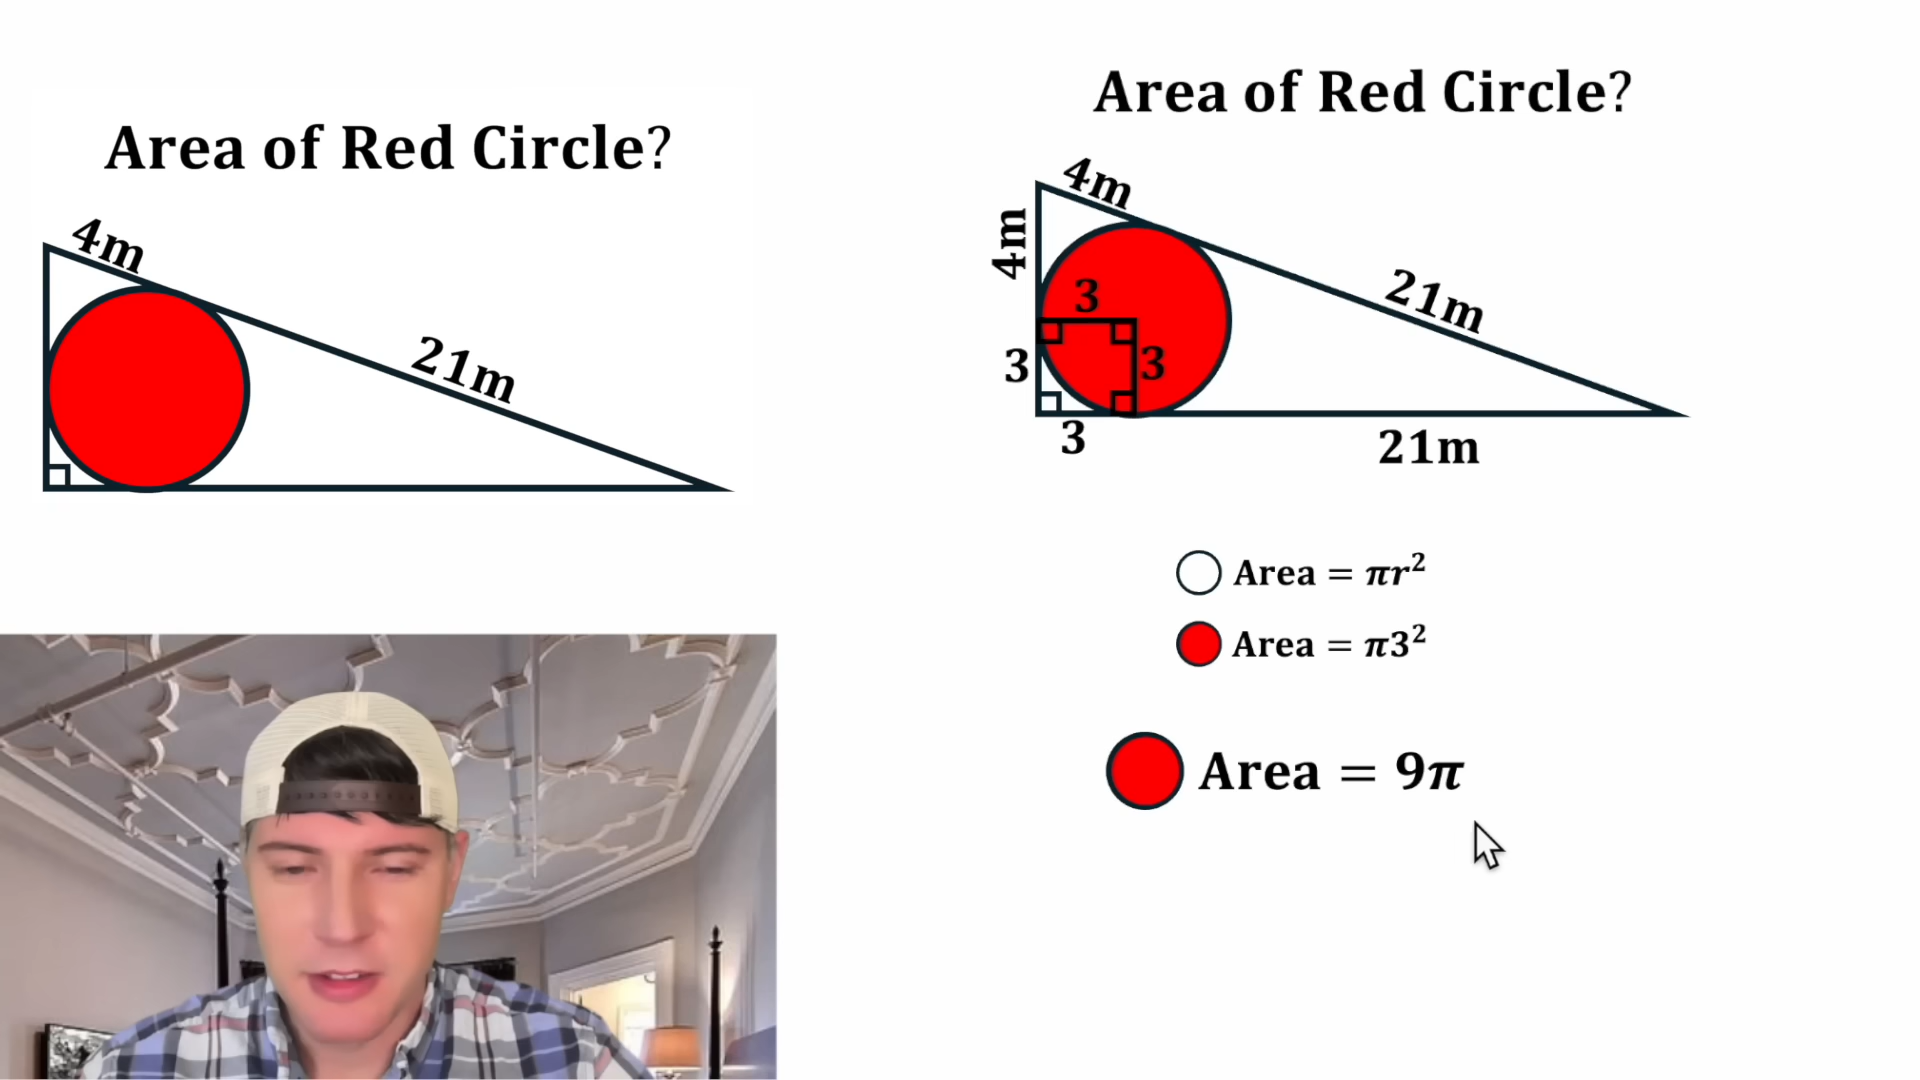 Area of Red Circle?
4m
21m
Area of Red Circle?
4m
4m
21m
3
3
3
3
21m
Area = πr²
Area = π3²
Area = 9π